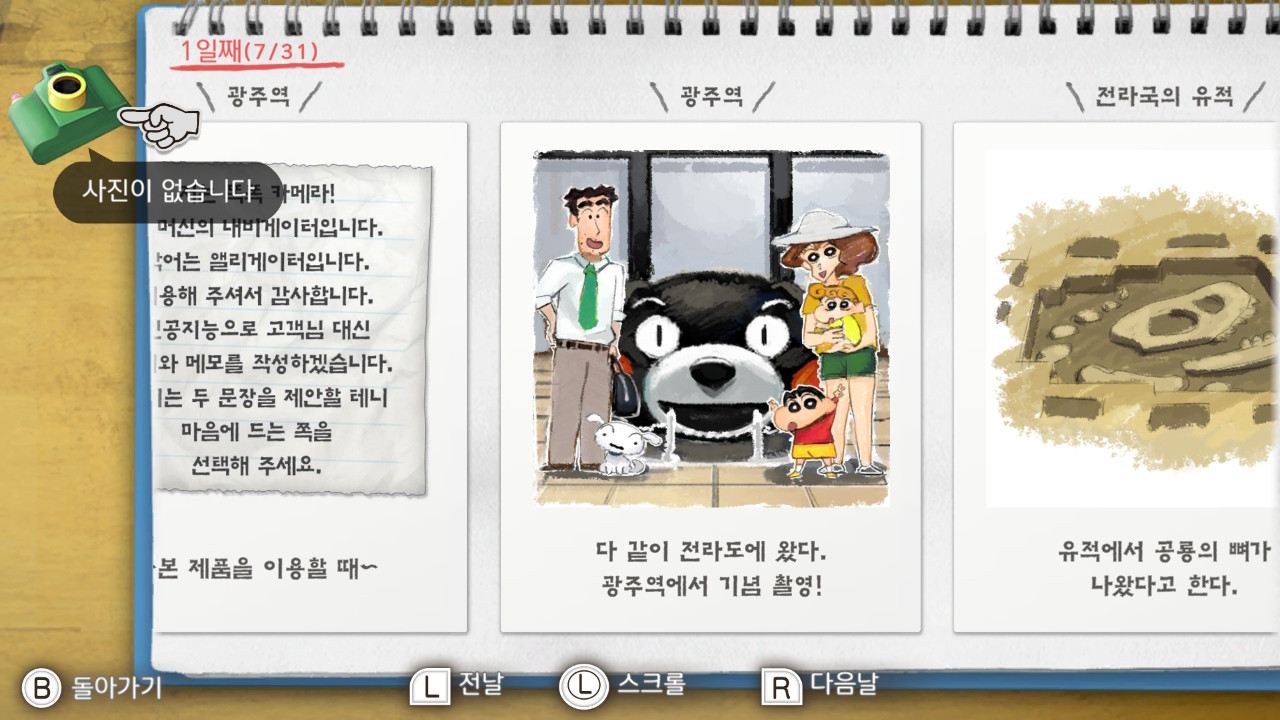 1일째(7/31)
광주역
사진이 없습니다
카메라!
머신의 내비게이터입니다.
앨리게이터입니다.
용해 주셔서 감사합니다.
공지능으로 고객님 대신
와 메모를 작성하겠습니다.
는 두 문장을 제안할 테니
마음에 드는 쪽을
선택해 주세요.
본 제품을 이용할 때~
광주역
다 같이 전라도에 왔다.
광주역에서 기념 촬영!
전라국의 유적
유적에서 공룡의 뼈가
나왔다고 한다.
B 돌아가기
L 전날
L 스크롤
R 다음날